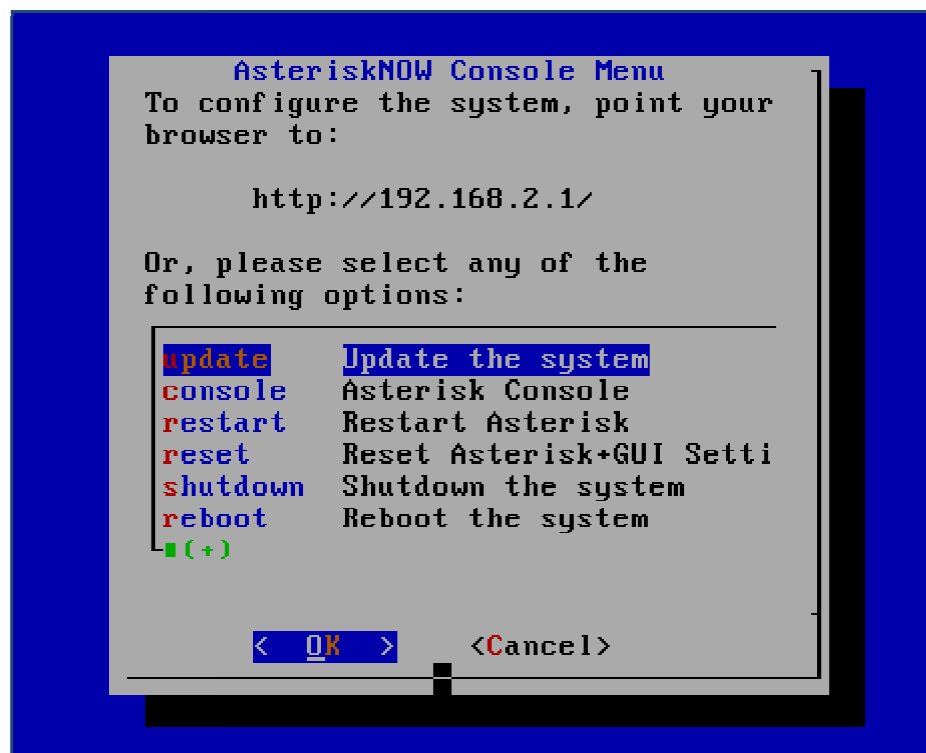 AsteriskNOW Console Menu
To configure the system, point your
browser to:
http://192.168.2.1/
Or, please select any of the
following options:
update Update the system
console Asterisk Console
restart Restart Asterisk
reset Reset Asterisk+GUI Setti
shutdown Shutdown the system
reboot Reboot the system
(+)
< OK > <Cancel>